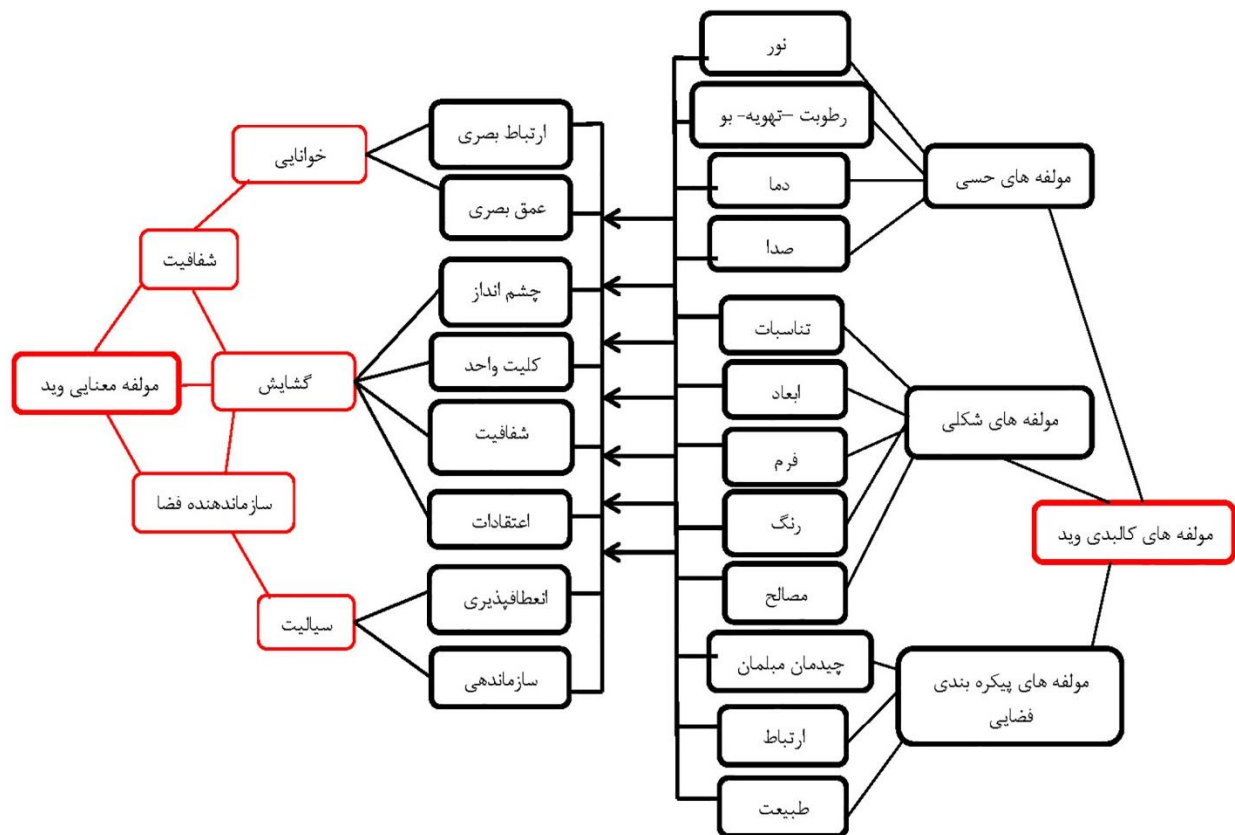 مولفه های کالبدی وید
مولفه های حسی
نور
رطوبت –تهویه- بو
دما
صدا
مولفه های شکلی
تناسبات
ابعاد
فرم
رنگ
مصالح
مولفه های پیکره بندی
فضایی
چیدمان مبلمان
ارتباط
طبیعت
ارتباط بصری
عمق بصری
چشم انداز
کلیت واحد
شفافیت
اعتقادات
انعطافپذیری
سازماندهی
خوانایی
شفافیت
گشایش
سازماندهنده فضا
سیالیت
مولفه معنایی وید